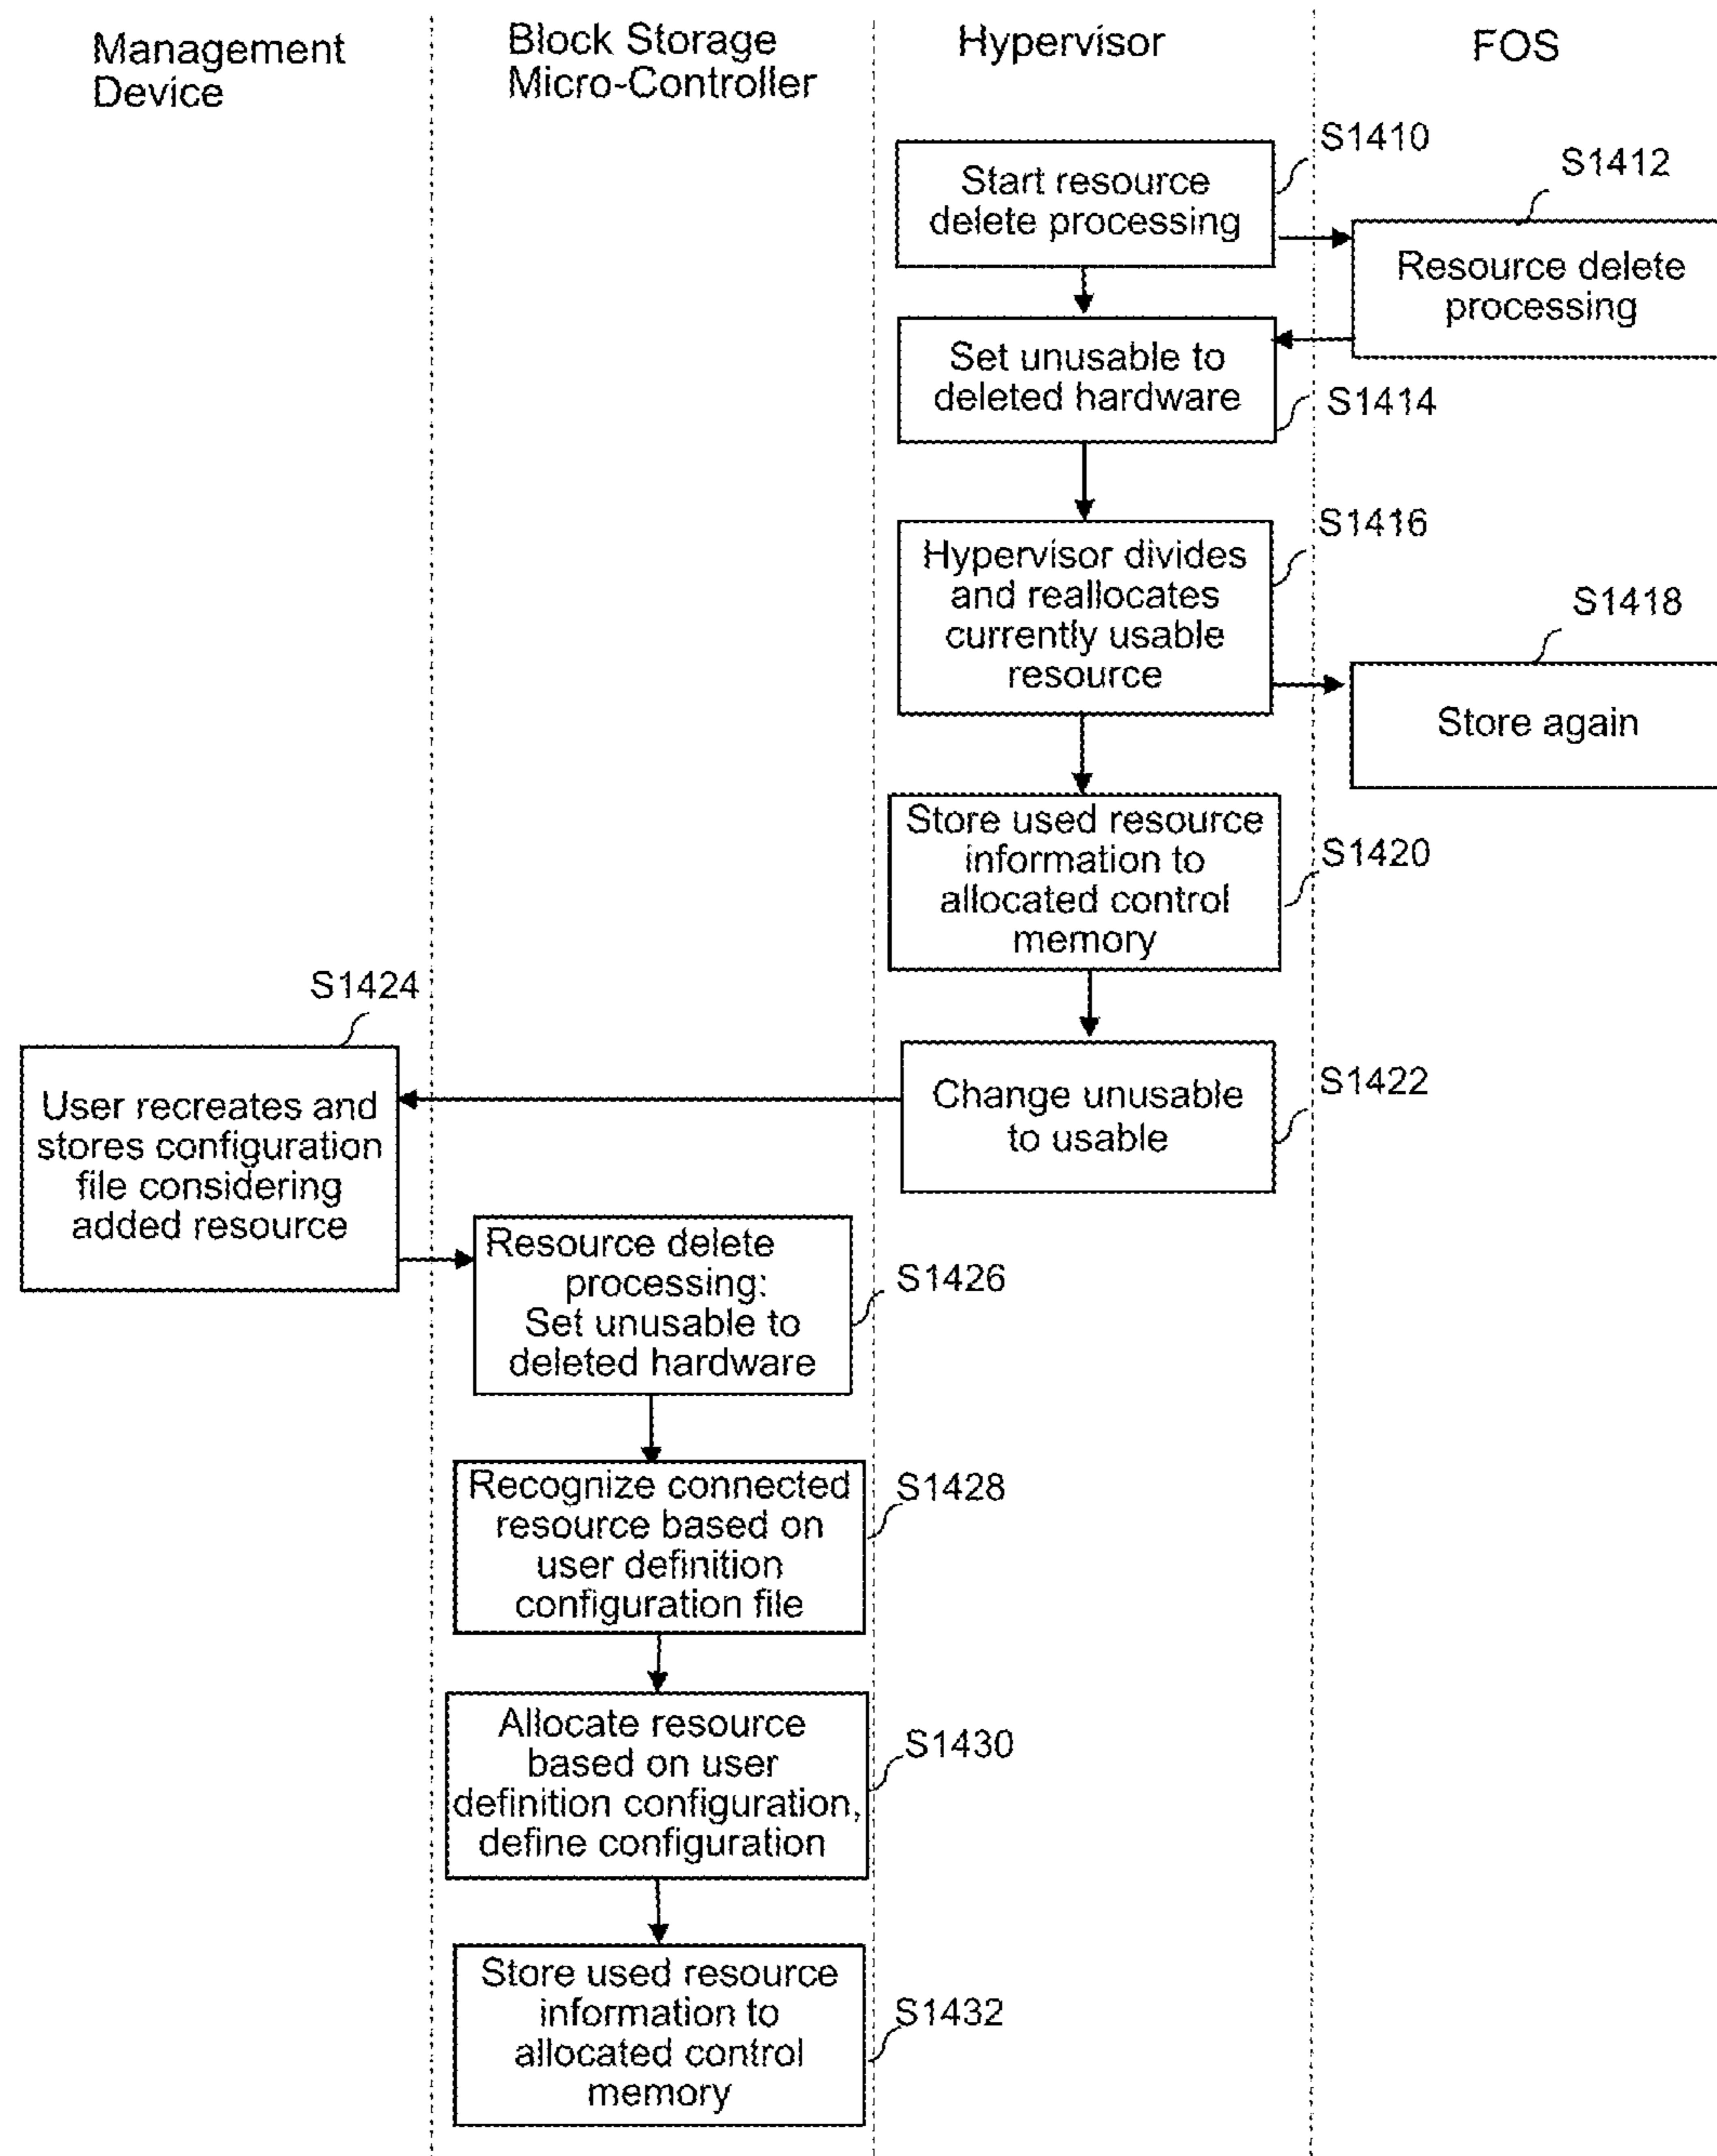 Management
Device
Block Storage
Micro-Controller
Hypervisor
FOS
S1410
Start resource
delete processing
S1412
Resource delete
processing
Set unusable to
deleted hardware
S1414
S1416
Hypervisor divides
and reallocates
currently usable
resource
S1418
Store again
Store used resource
information to
allocated control
memory
S1420
S1424
User recreates and
stores configuration
file considering
added resource
Change unusable
to usable
S1422
Resource delete
processing:
Set unusable to
deleted hardware
S1426
Recognize connected
resource based on
user definition
configuration file
S1428
Allocate resource
based on user
definition configuration,
define configuration
S1430
Store used resource
information to
allocated control
memory
S1432